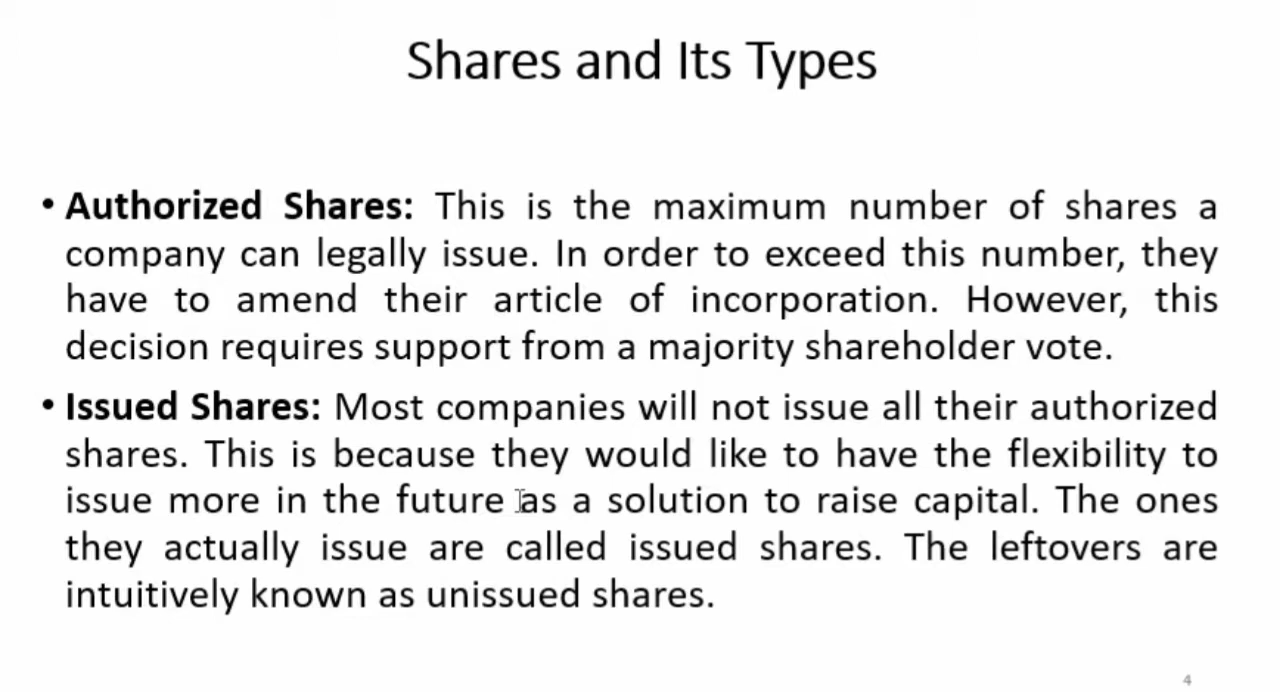 Shares and Its Types
• Authorized Shares: This is the maximum number of shares a
company can legally issue. In order to exceed this number, they
have to amend their article of incorporation. However, this
decision requires support from a majority shareholder vote.
• Issued Shares: Most companies will not issue all their authorized
shares. This is because they would like to have the flexibility to
issue more in the future as a solution to raise capital. The ones
they actually issue are called issued shares. The leftovers are
intuitively known as unissued shares.
4